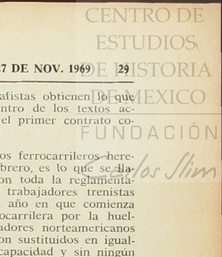 CENTRO DE
ESTUDIOS
DE HISTORIA
DE MEXICO
FUNDACIÓN
Carlos Slim
27 DE NOV. 1969 29
afistas obtienen lo que
entro de los textos ac-
el primer contrato co-
os ferrocarrileros here-
brero, es lo que se lla-
on toda la reglamenta-
trabajadores trenistas
año en que comienza
ocarrilera por la huel-
adores norteamericanos
on sustituidos en igual-
capacidad y sin ningún